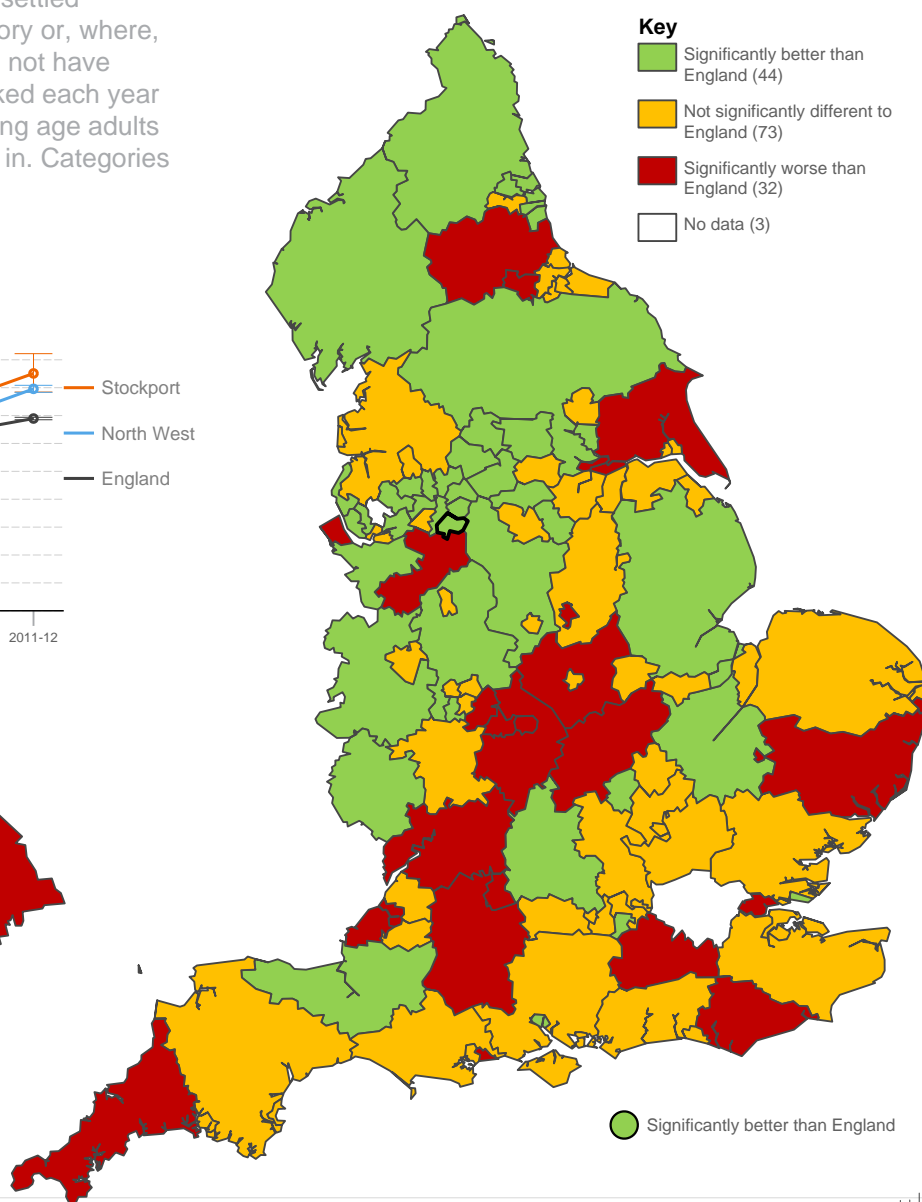 settled
ory or, where,
not have
ked each year
ng age adults
in. Categories
Key
Significantly better than
England (44)
Not significantly different to
England (73)
Significantly worse than
England (32)
No data (3)
Stockport
North West
England
2011-12
Significantly better than England